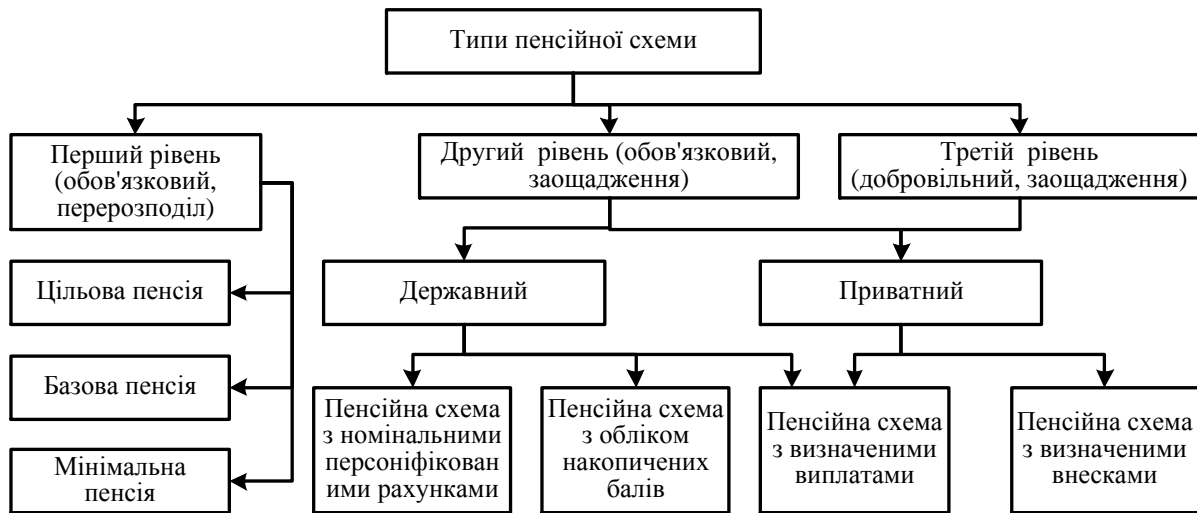 Типи пенсійної схеми
Перший рівень
(обов'язковий,
перерозподіл)
Другий рівень (обов'язковий,
заощадження)
Третій рівень
(добровільний, заощадження)
Цільова пенсія
Державний
Приватний
Базова пенсія
Мінімальна
пенсія
Пенсійна схема
з номінальними
персоніфікован
ими рахунками
Пенсійна схема
з обліком
накопичених
балів
Пенсійна схема
з визначеними
виплатами
Пенсійна схема
з визначеними
внесками